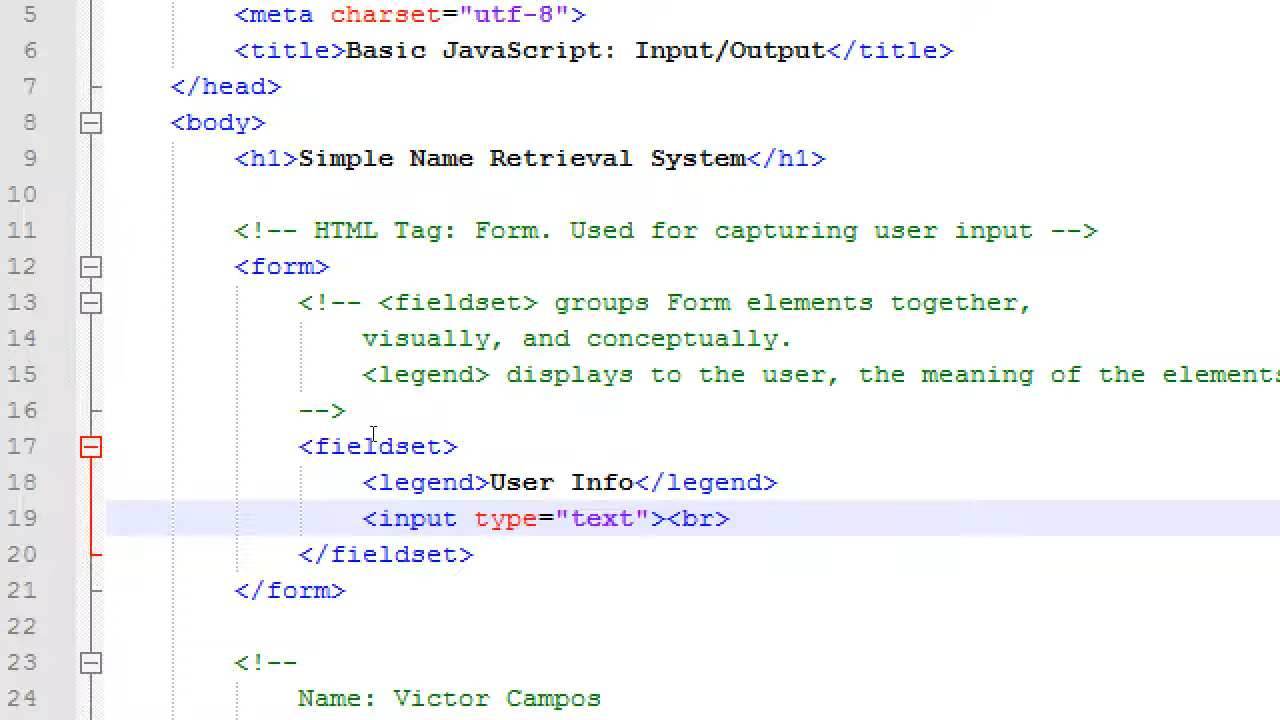 5 <meta charset="utf-8">
6 <title>Basic JavaScript: Input/Output</title>
7 </head>
8 <body>
9 <h1>Simple Name Retrieval System</h1>
10
11 <!-- HTML Tag: Form. Used for capturing user input -->
12 <form>
13 <!-- <fieldset> groups Form elements together,
14 visually, and conceptually.
15 <legend> displays to the user, the meaning of the elements
16 -->
17 <fieldset>
18 <legend>User Info</legend>
19 <input type="text"><br>
20 </fieldset>
21 </form>
22
23 <!--
24 Name: Victor Campos